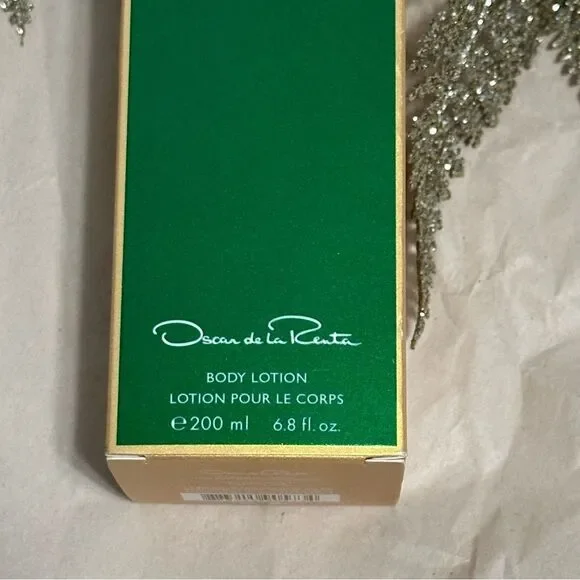 Oscar de la Renta
BODY LOTION
LOTION POUR LE CORPS
℮200 ml 6.8 fl. oz.